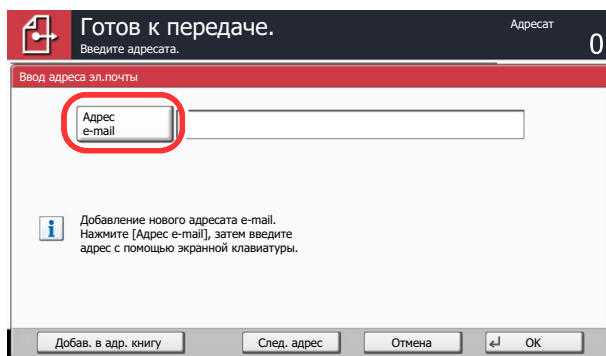 Готов к передаче.
Адресат
Введите адресата.
0
Ввод адреса эл.почты
Адрес
e-mail
Добавление нового адресата e-mail.
Нажмите [Адрес e-mail], затем введите
адрес с помощью экранной клавиатуры.
Добав. в адр. книгу
След. адрес
Отмена
OK